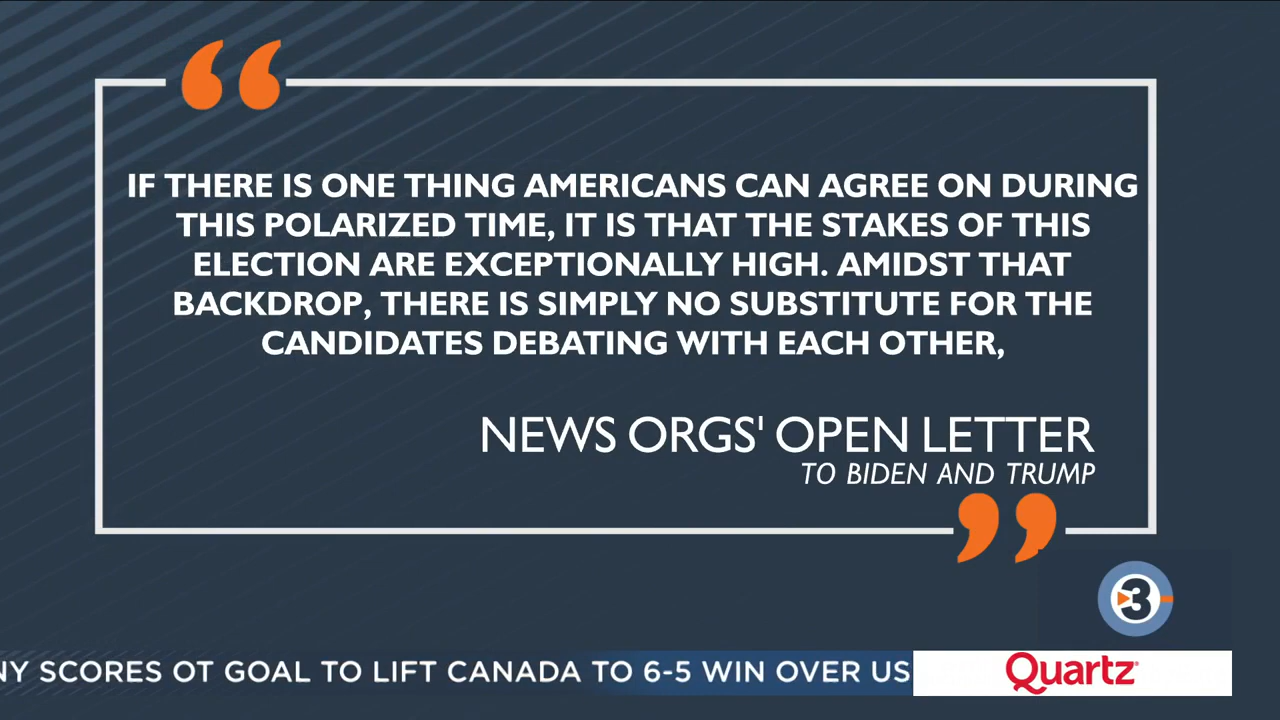 IF THERE IS ONE THING AMERICANS CAN AGREE ON DURING
THIS POLARIZED TIME, IT IS THAT THE STAKES OF THIS
ELECTION ARE EXCEPTIONALLY HIGH. AMIDST THAT
BACKDROP, THERE IS SIMPLY NO SUBSTITUTE FOR THE
CANDIDATES DEBATING WITH EACH OTHER,
NEWS ORGS' OPEN LETTER
TO BIDEN AND TRUMP
3
NY SCORES OT GOAL TO LIFT CANADA TO 6-5 WIN OVER US
Quartz